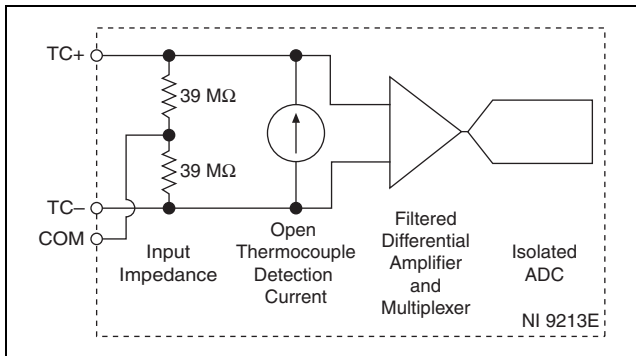 TC+
39 MΩ
39 MΩ
TC–
COM
Input
Impedance
Open
Thermocouple
Detection
Current
Filtered
Differential
Amplifier
and
Multiplexer
Isolated
ADC
NI 9213E